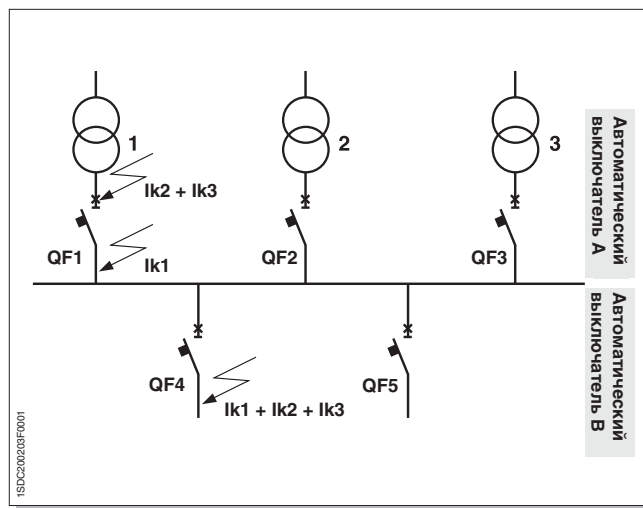 1
2
3
Ik2 + Ik3
QF1
Ik1
QF2
QF3
Автоматический
выключатель A
QF4
Ik1 + Ik2 + Ik3
QF5
Автоматический
выключатель B
1SDC200203F0001